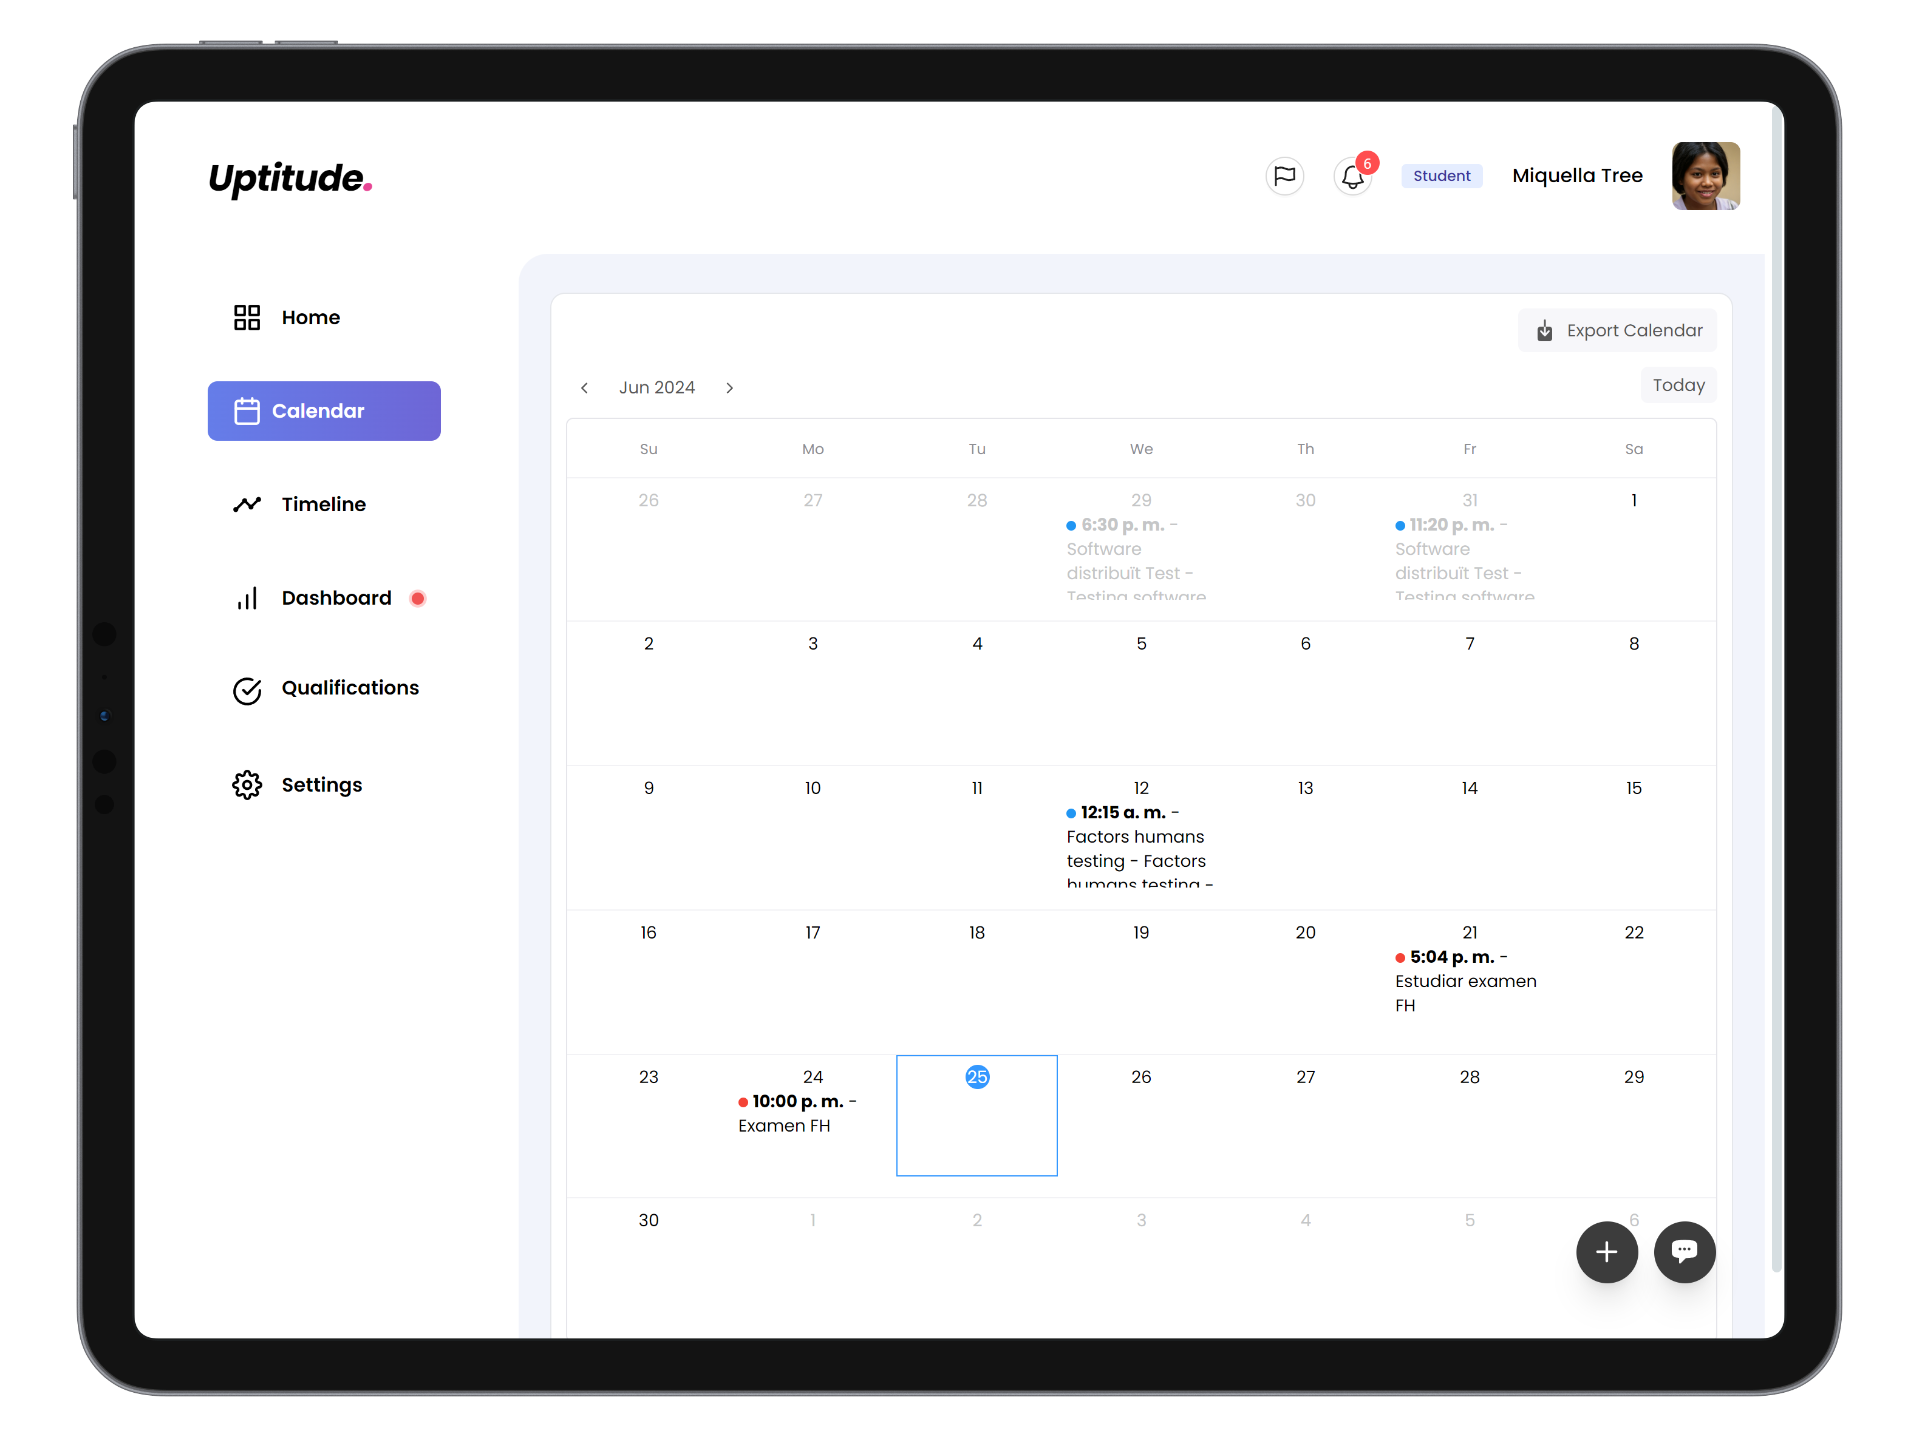 Uptitude.
6
Student
Miquella Tree
Home
Calendar
Timeline
Dashboard
Qualifications
Settings
Export Calendar
Jun 2024
Today
Su Mo Tu We Th Fr Sa
26 27 28 29 30 31 1
6:30 p. m. -
Software
distribuït Test -
Testing software
11:20 p. m. -
Software
distribuït Test -
Testing software
2 3 4 5 6 7 8
9 10 11 12 13 14 15
12:15 a. m. -
Factors humans
testing - Factors
humans testing -
16 17 18 19 20 21 22
5:04 p. m. -
Estudiar examen
FH
23 24 25 26 27 28 29
10:00 p. m. -
Examen FH
30 1 2 3 4 5 6